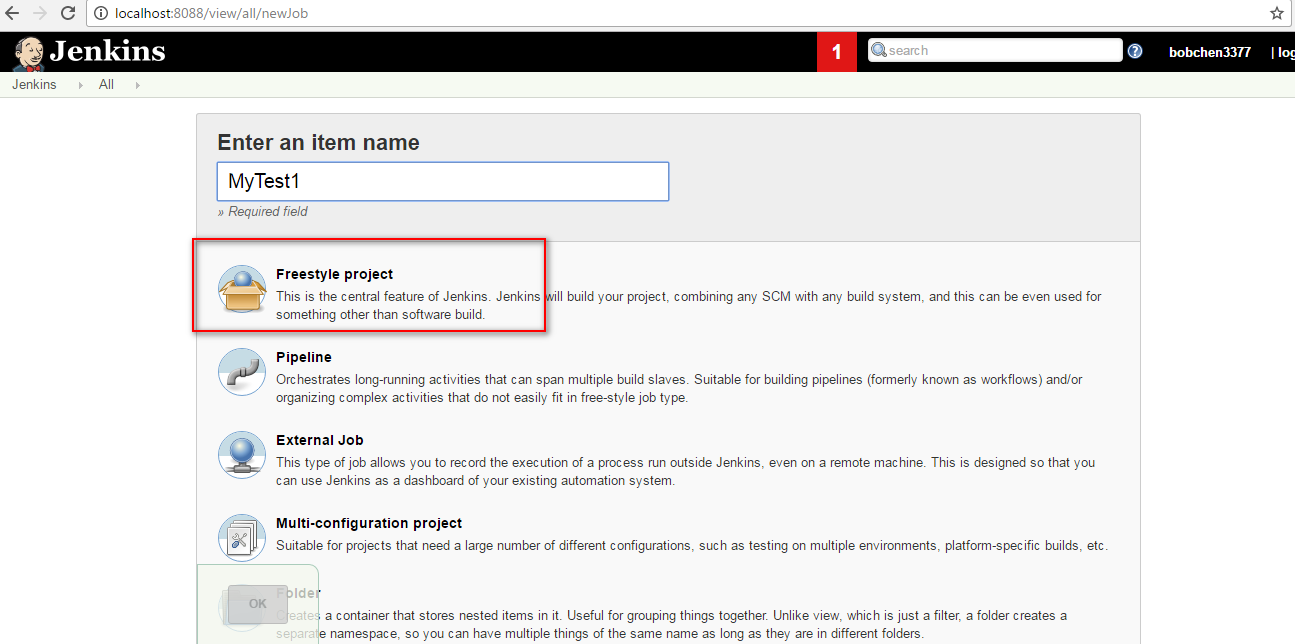 localhost:8088/view/all/newJob
Jenkins
1
search
?
bobchen3377
| log
Jenkins
All
Enter an item name
MyTest1
» Required field
Freestyle project
This is the central feature of Jenkins. Jenkins will build your project, combining any SCM with any build system, and this can be even used for
something other than software build.
Pipeline
Orchestrates long-running activities that can span multiple build slaves. Suitable for building pipelines (formerly known as workflows) and/or
organizing complex activities that do not easily fit in free-style job type.
External Job
This type of job allows you to record the execution of a process run outside Jenkins, even on a remote machine. This is designed so that you
can use Jenkins as a dashboard of your existing automation system.
Multi-configuration project
Suitable for projects that need a large number of different configurations, such as testing on multiple environments, platform-specific builds, etc.
Folder
OK
Creates a container that stores nested items in it. Useful for grouping things together. Unlike view, which is just a filter, a folder creates a
separate namespace, so you can have multiple things of the same name as long as they are in different folders.